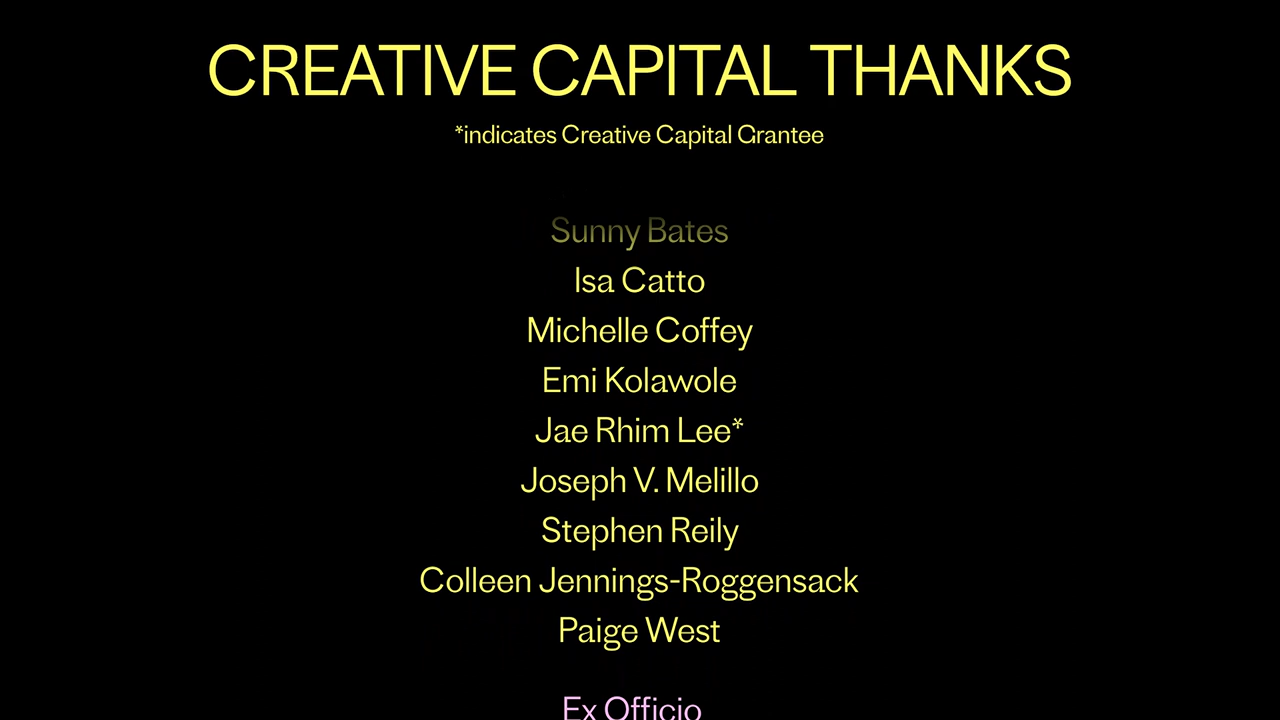 CREATIVE CAPITAL THANKS
*indicates Creative Capital Grantee
Sunny Bates
Isa Catto
Michelle Coffey
Emi Kolawole
Jae Rhim Lee*
Joseph V. Melillo
Stephen Reily
Colleen Jennings-Roggensack
Paige West
Ex Officio